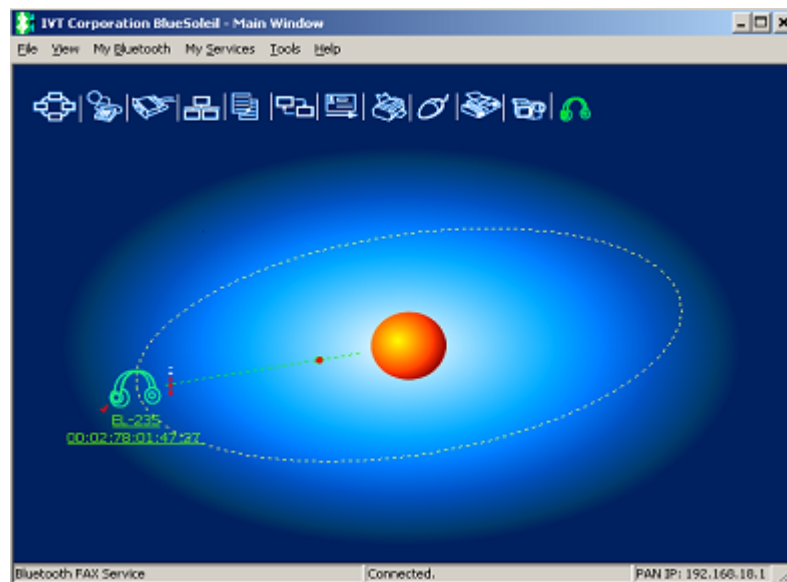 IVT Corporation BlueSoleil - Main Window
File View My Bluetooth My Services Tools Help
EL-235
00:02:78:01:47:37
Bluetooth FAX Service Connected. PAN IP: 192.168.18.1